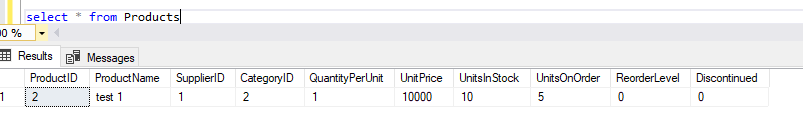 select * from Products
00 %
Results Messages
ProductID ProductName SupplierID CategoryID QuantityPerUnit UnitPrice UnitsInStock UnitsOnOrder ReorderLevel Discontinued
1 2 test 1 1 2 1 10000 10 5 0 0